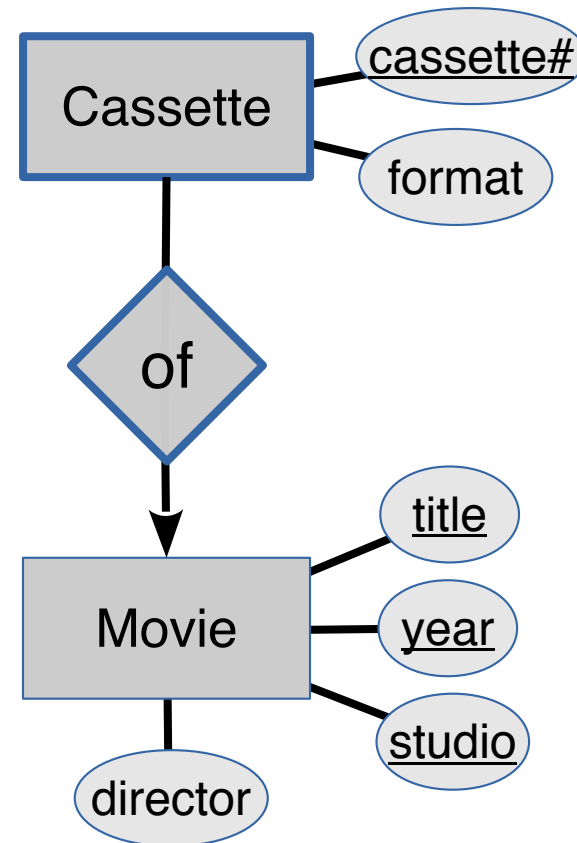 cassette#
Cassette
format
of
title
Movie
year
studio
director